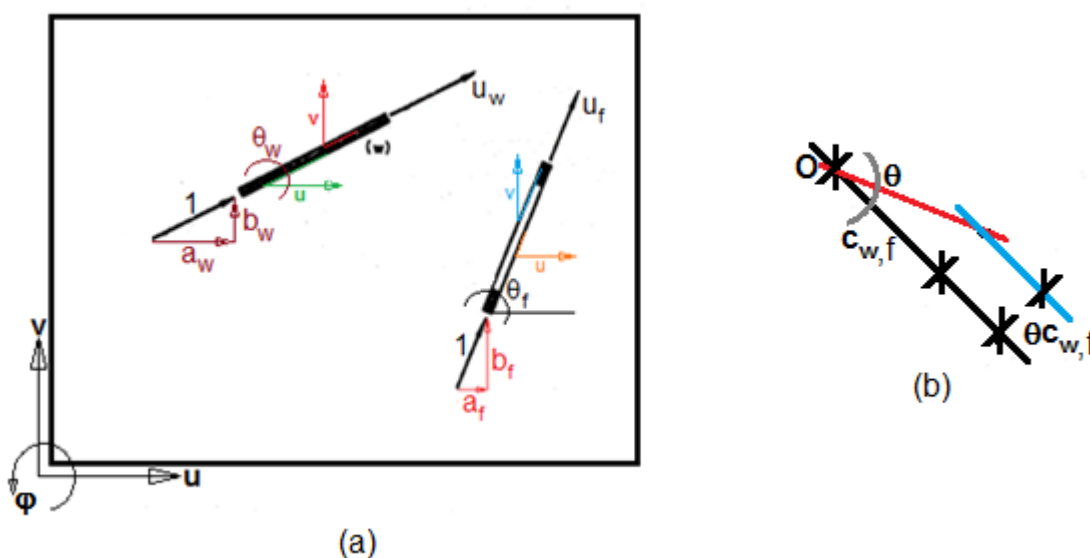 u_w
u_f
v
θ_w
(w)
u
1
b_w
a_w
v
u
θ_f
1
b_f
a_f
v
u
φ
(a)
O
θ
c_w,f
θc_w,f
(b)